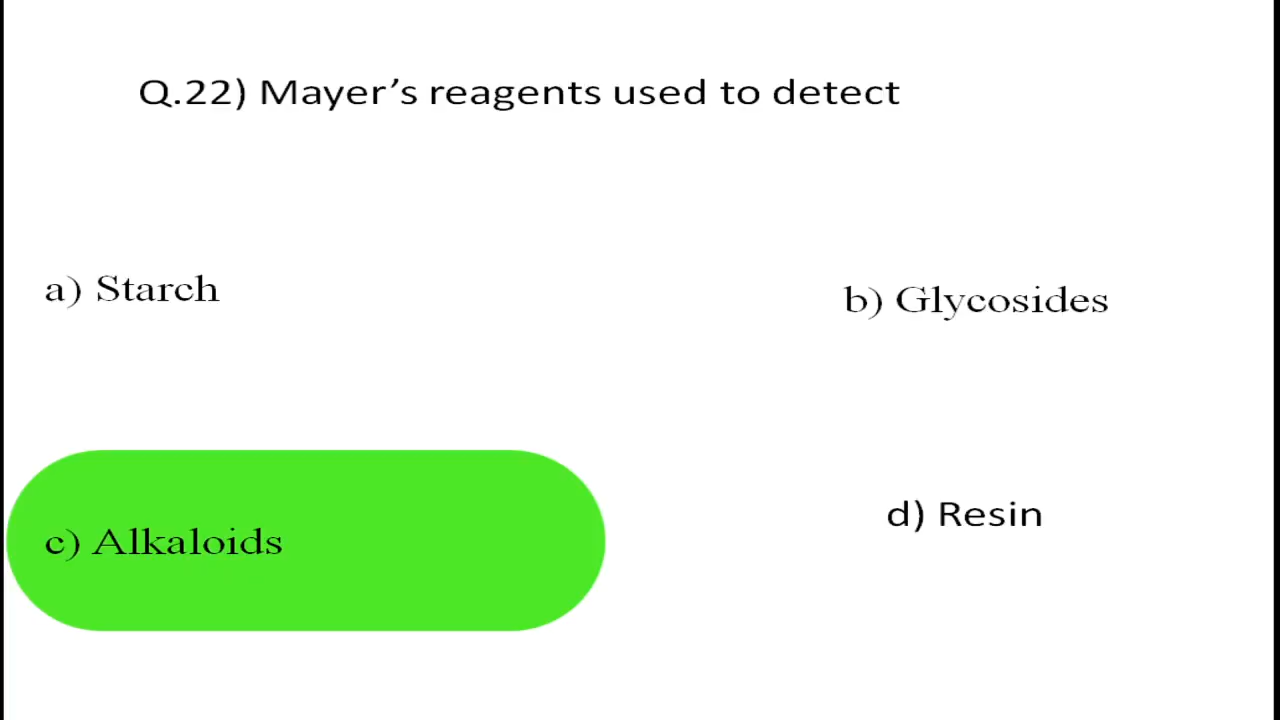 Q.22) Mayer’s reagents used to detect
a) Starch
b) Glycosides
c) Alkaloids
d) Resin